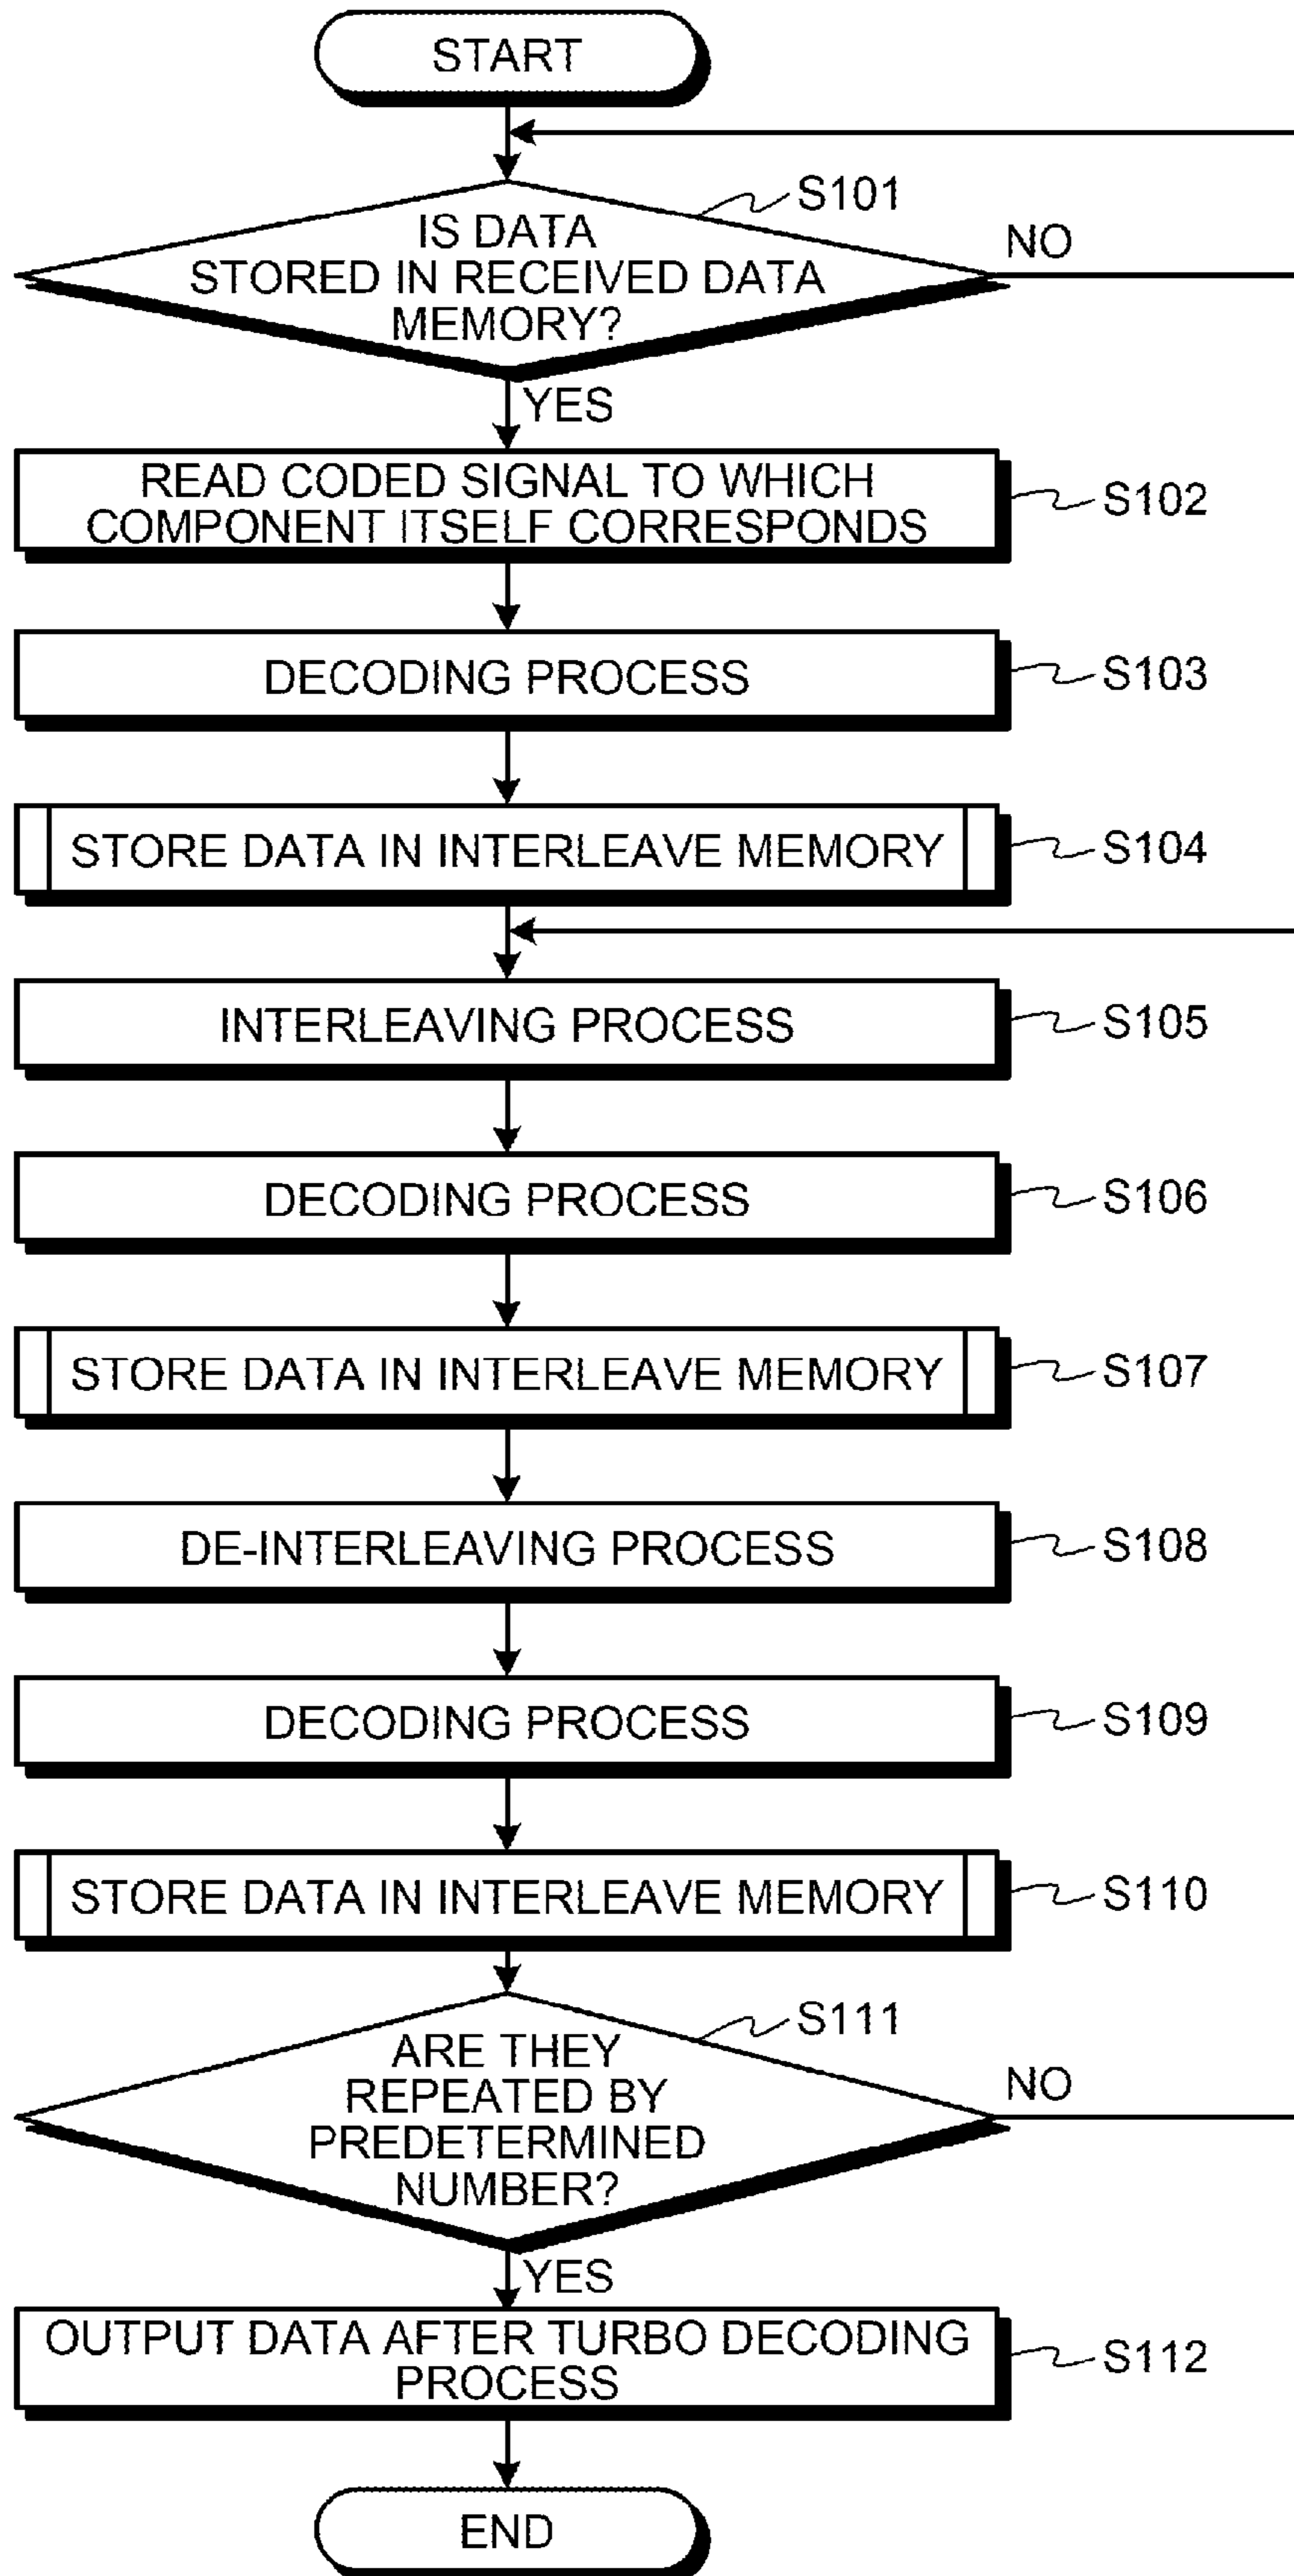 START
S101
IS DATA
NO
STORED IN RECEIVED DATA
MEMORY?
YES
READ CODED SIGNAL TO WHICH
COMPONENT ITSELF CORRESPONDS
S102
DECODING PROCESS
S103
STORE DATA IN INTERLEAVE MEMORY
S104
INTERLEAVING PROCESS
S105
DECODING PROCESS
S106
STORE DATA IN INTERLEAVE MEMORY
S107
DE-INTERLEAVING PROCESS
S108
DECODING PROCESS
S109
STORE DATA IN INTERLEAVE MEMORY
S110
S111
ARE THEY
NO
REPEATED BY
PREDETERMINED
NUMBER?
YES
OUTPUT DATA AFTER TURBO DECODING
PROCESS
S112
END